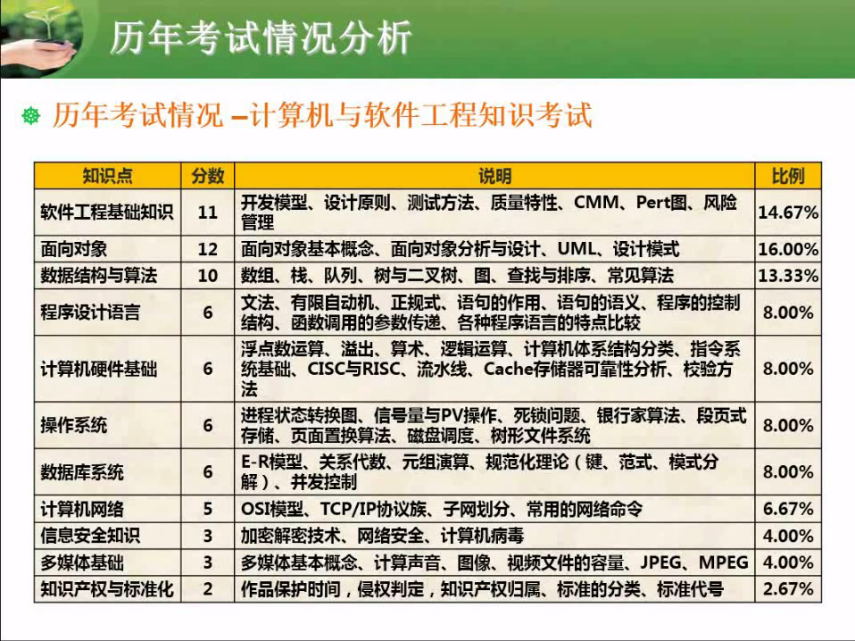 历年考试情况分析
历年考试情况 –计算机与软件工程知识考试
知识点 分数 说明 比例
软件工程基础知识 11 开发模型、设计原则、测试方法、质量特性、CMM、Pert图、风险
管理 14.67%
面向对象 12 面向对象基本概念、面向对象分析与设计、UML、设计模式 16.00%
数据结构与算法 10 数组、栈、队列、树与二叉树、图、查找与排序、常见算法 13.33%
程序设计语言 6 文法、有限自动机、正规式、语句的作用、语句的语义、程序的控制
结构、函数调用的参数传递、各种程序语言的特点比较 8.00%
计算机硬件基础 6 浮点数运算、溢出、算术、逻辑运算、计算机体系结构分类、指令系
统基础、CISC与RISC、流水线、Cache存储器可靠性分析、校验方
法 8.00%
操作系统 6 进程状态转换图、信号量与PV操作、死锁问题、银行家算法、段页式
存储、页面置换算法、磁盘调度、树形文件系统 8.00%
数据库系统 6 E-R模型、关系代数、元组演算、规范化理论（键、范式、模式分
解）、并发控制 8.00%
计算机网络 5 OSI模型、TCP/IP协议族、子网划分、常用的网络命令 6.67%
信息安全知识 3 加密解密技术、网络安全、计算机病毒 4.00%
多媒体基础 3 多媒体基本概念、计算声音、图像、视频文件的容量、JPEG、MPEG 4.00%
知识产权与标准化 2 作品保护时间，侵权判定，知识产权归属、标准的分类、标准代号 2.67%